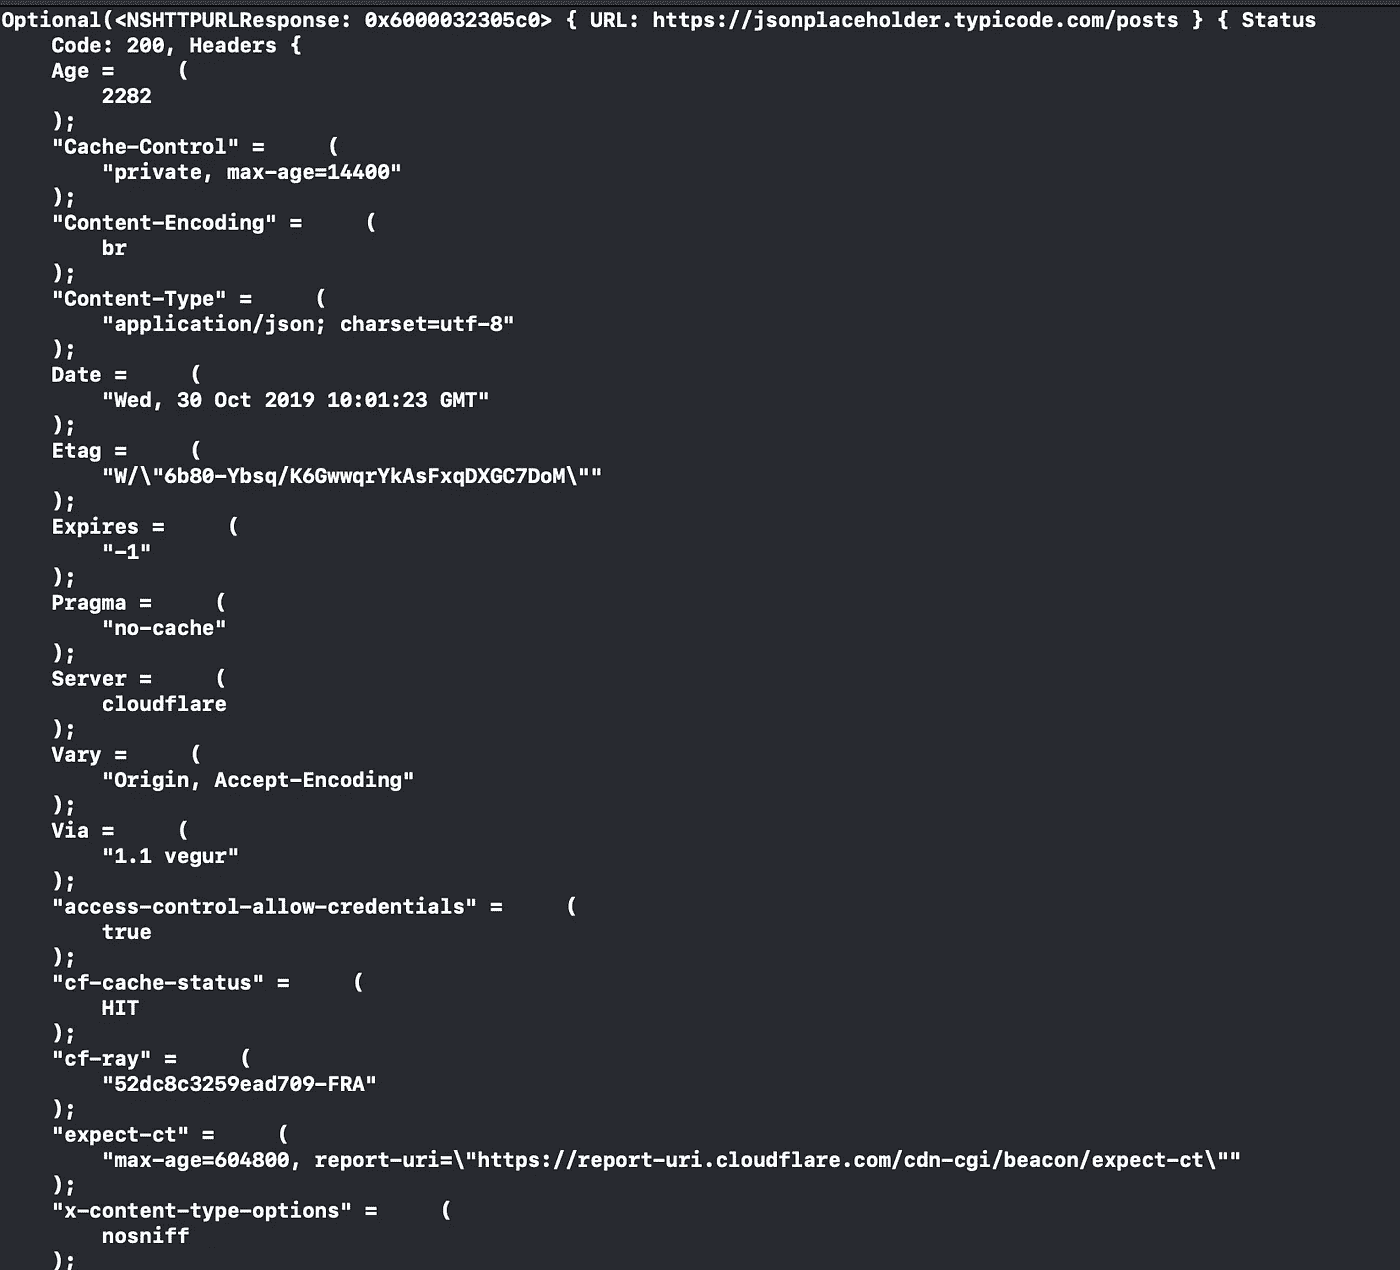 Optional(<NSHTTPURLResponse: 0x6000032305c0> { URL: https://jsonplaceholder.typicode.com/posts } { Status
    Code: 200, Headers {
    Age =     (
        2282
    );
    "Cache-Control" =     (
        "private, max-age=14400"
    );
    "Content-Encoding" =     (
        br
    );
    "Content-Type" =     (
        "application/json; charset=utf-8"
    );
    Date =     (
        "Wed, 30 Oct 2019 10:01:23 GMT"
    );
    Etag =     (
        "W/\"6b80-Ybsq/K6GwwqrYkAsFxqDXGC7DoM\""
    );
    Expires =     (
        "-1"
    );
    Pragma =     (
        "no-cache"
    );
    Server =     (
        cloudflare
    );
    Vary =     (
        "Origin, Accept-Encoding"
    );
    Via =     (
        "1.1 vegur"
    );
    "access-control-allow-credentials" =     (
        true
    );
    "cf-cache-status" =     (
        HIT
    );
    "cf-ray" =     (
        "52dc8c3259ead709-FRA"
    );
    "expect-ct" =     (
        "max-age=604800, report-uri=\"https://report-uri.cloudflare.com/cdn-cgi/beacon/expect-ct\""
    );
    "x-content-type-options" =     (
        nosniff
    );